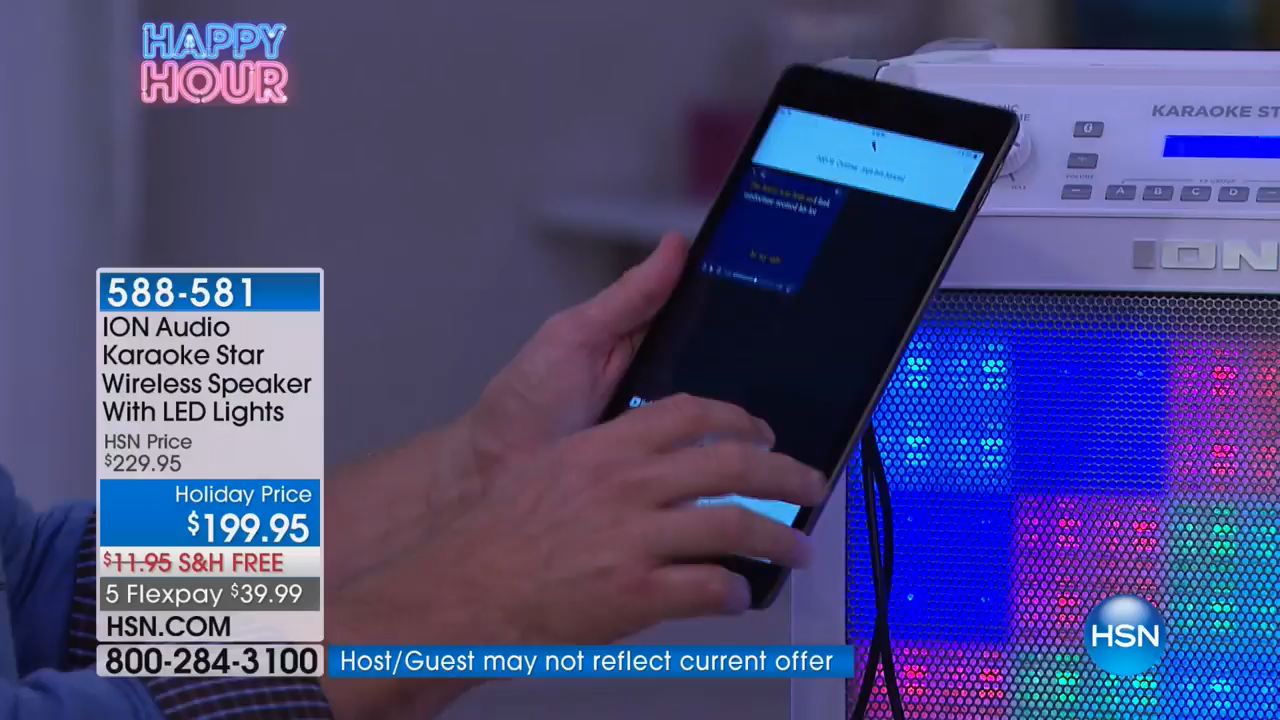 HAPPY
HOUR
588-581
ION Audio
Karaoke Star
Wireless Speaker
With LED Lights
HSN Price
$229.95
Holiday Price
$199.95
$11.95 S&H FREE
5 Flexpay $39.99
HSN.COM
800-284-3100
Host/Guest may not reflect current offer
KARAOKE ST
VOLUME
A B C D
ION
HSN